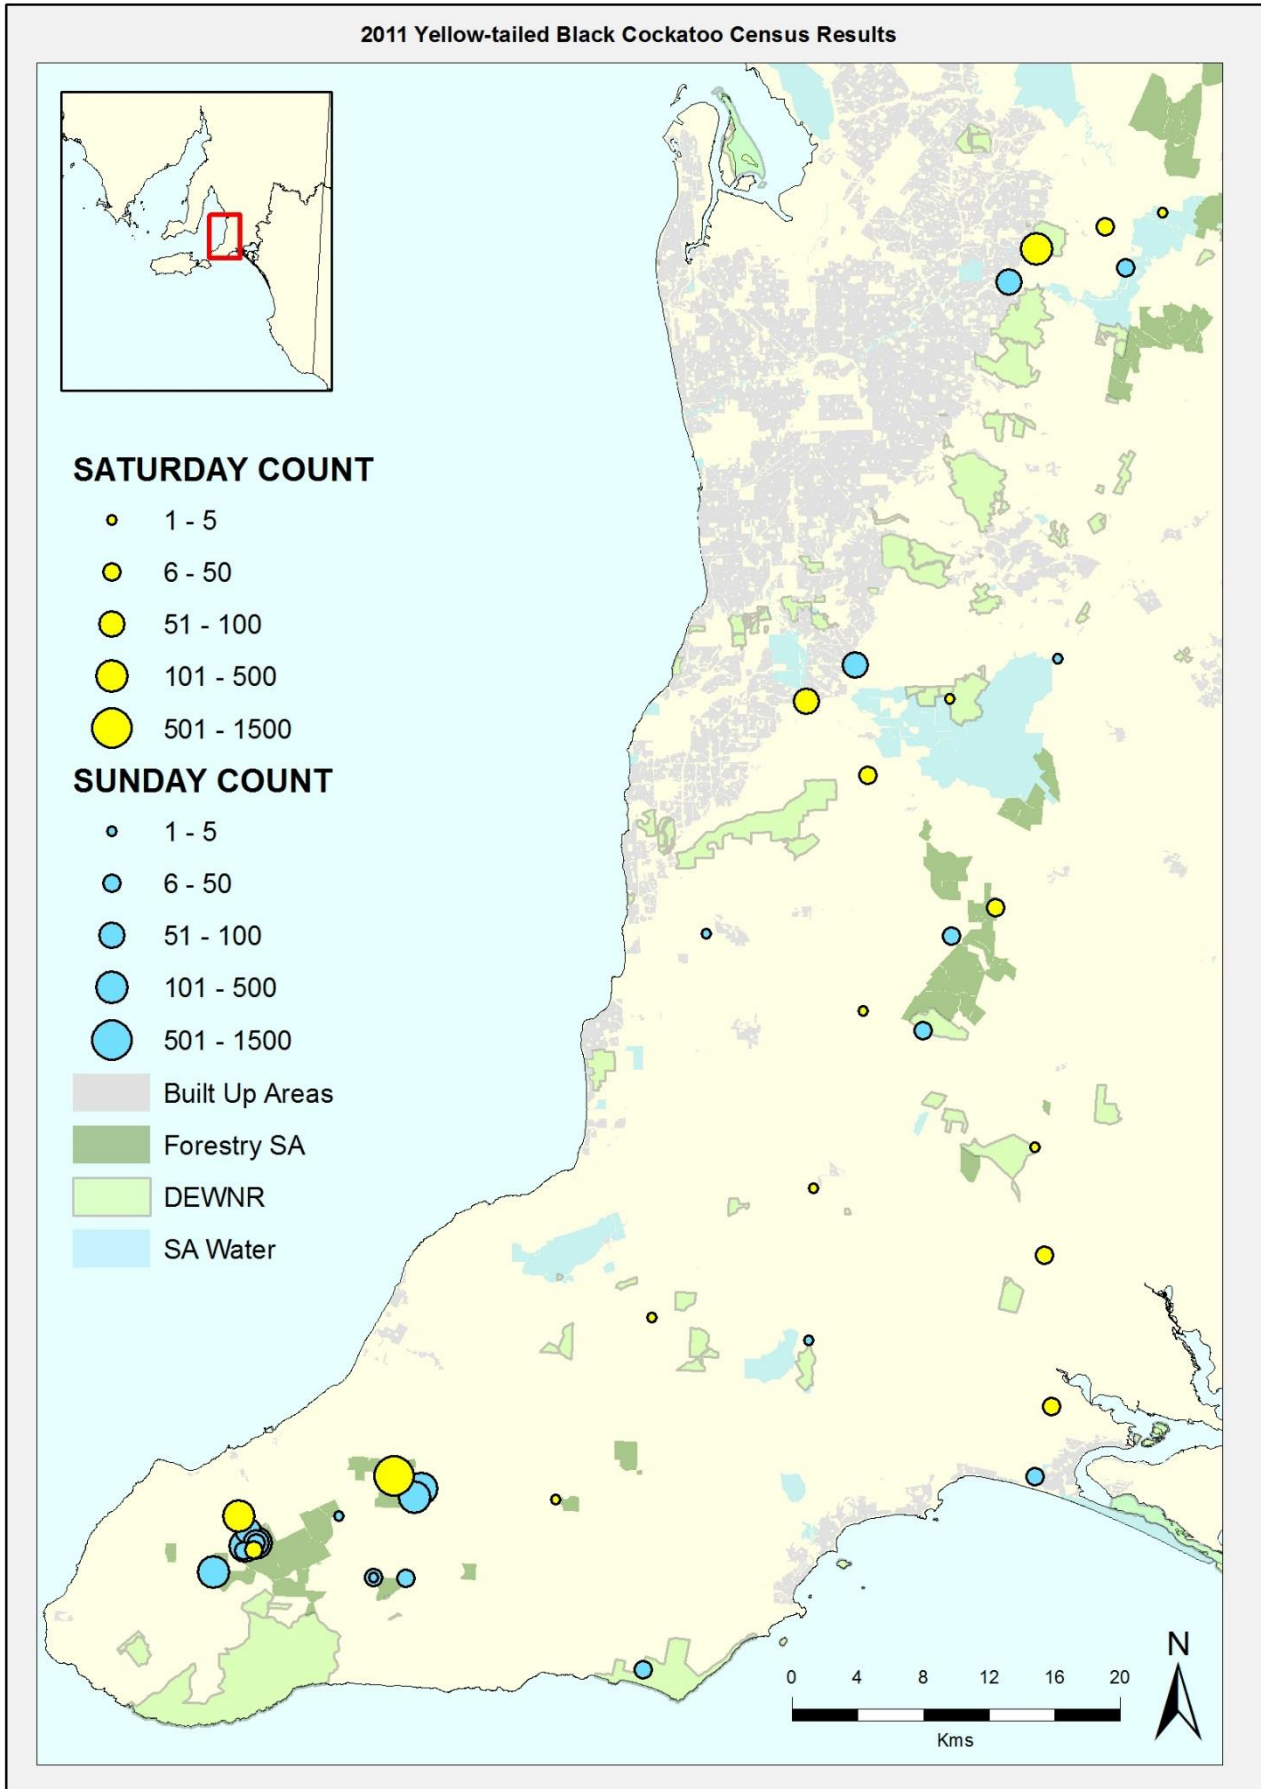 2011 Yellow-tailed Black Cockatoo Census Results
SATURDAY COUNT
1 - 5
6 - 50
51 - 100
101 - 500
501 - 1500
SUNDAY COUNT
1 - 5
6 - 50
51 - 100
101 - 500
501 - 1500
Built Up Areas
Forestry SA
DEWNR
SA Water
N
0 4 8 12 16 20
Kms